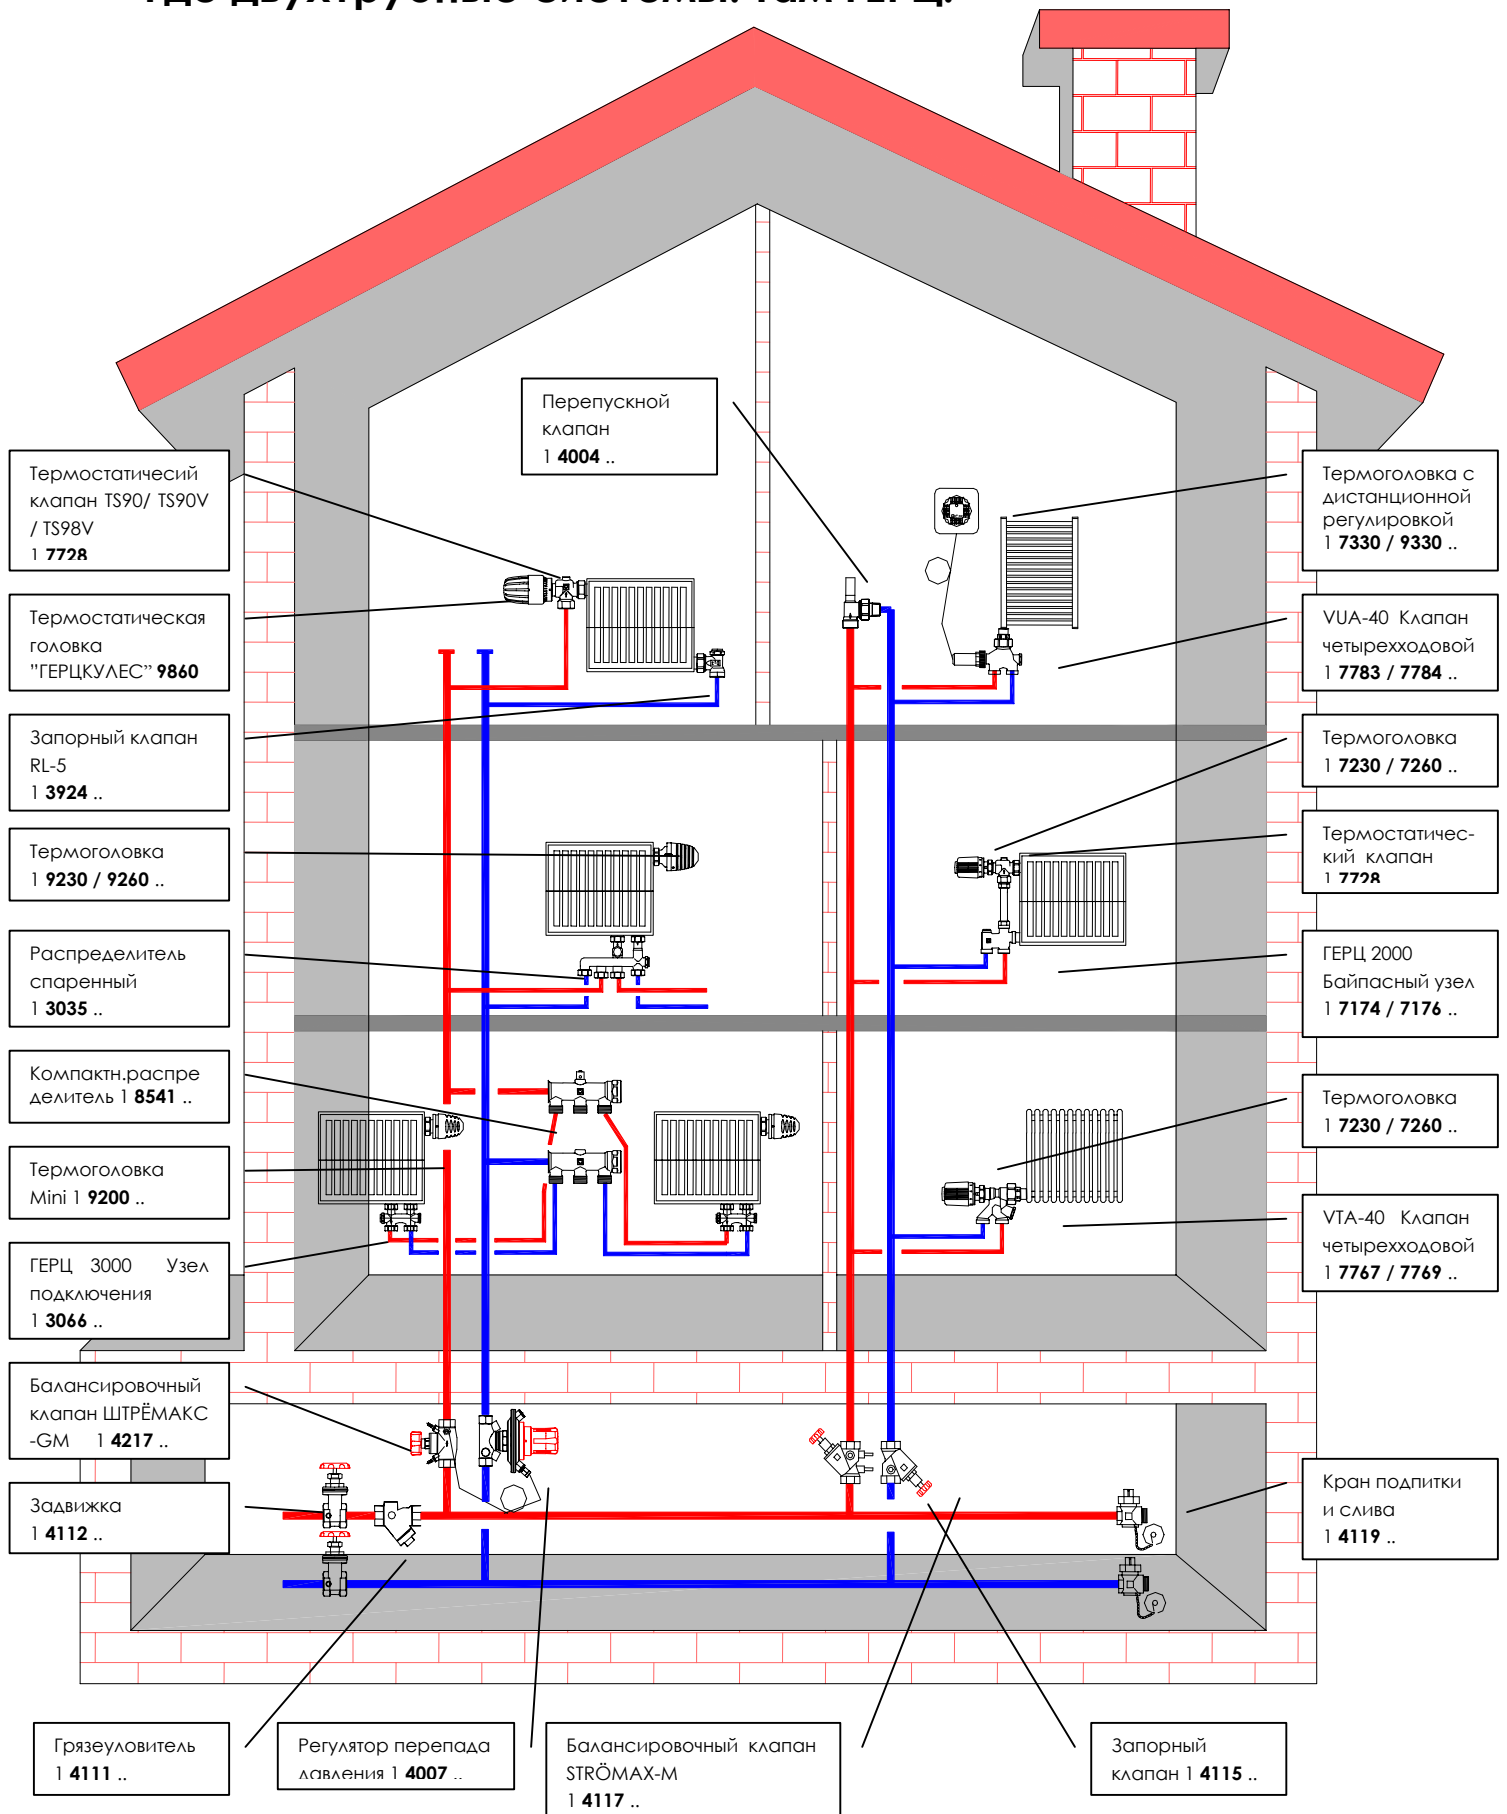 где двухтрубные системы. там ГЕРЦ.
Перепускной
клапан
1 4004 ..
Термостатичесий
клапан TS90/ TS90V
/ TS98V
1 7728
Термостатическая
головка
"ГЕРЦКУЛЕС" 9860
Запорный клапан
RL-5
1 3924 ..
Термоголовка
1 9230 / 9260 ..
Распределитель
спаренный
1 3035 ..
Компактн.распре
делитель 1 8541 ..
Термоголовка
Mini 1 9200 ..
ГЕРЦ 3000 Узел
подключения
1 3066 ..
Балансировочный
клапан ШТРЁМАКС
-GM 1 4217 ..
Задвижка
1 4112 ..
Термоголовка с
дистанционной
регулировкой
1 7330 / 9330 ..
VUA-40 Клапан
четырехходовой
1 7783 / 7784 ..
Термоголовка
1 7230 / 7260 ..
Термостатичес-
кий клапан
1 7728
ГЕРЦ 2000
Байпасный узел
1 7174 / 7176 ..
Термоголовка
1 7230 / 7260 ..
VTA-40 Клапан
четырехходовой
1 7767 / 7769 ..
Кран подпитки
и слива
1 4119 ..
Грязеуловитель
1 4111 ..
Регулятор перепада
давления 1 4007 ..
Балансировочный клапан
STRÖMAX-M
1 4117 ..
Запорный
клапан 1 4115 ..